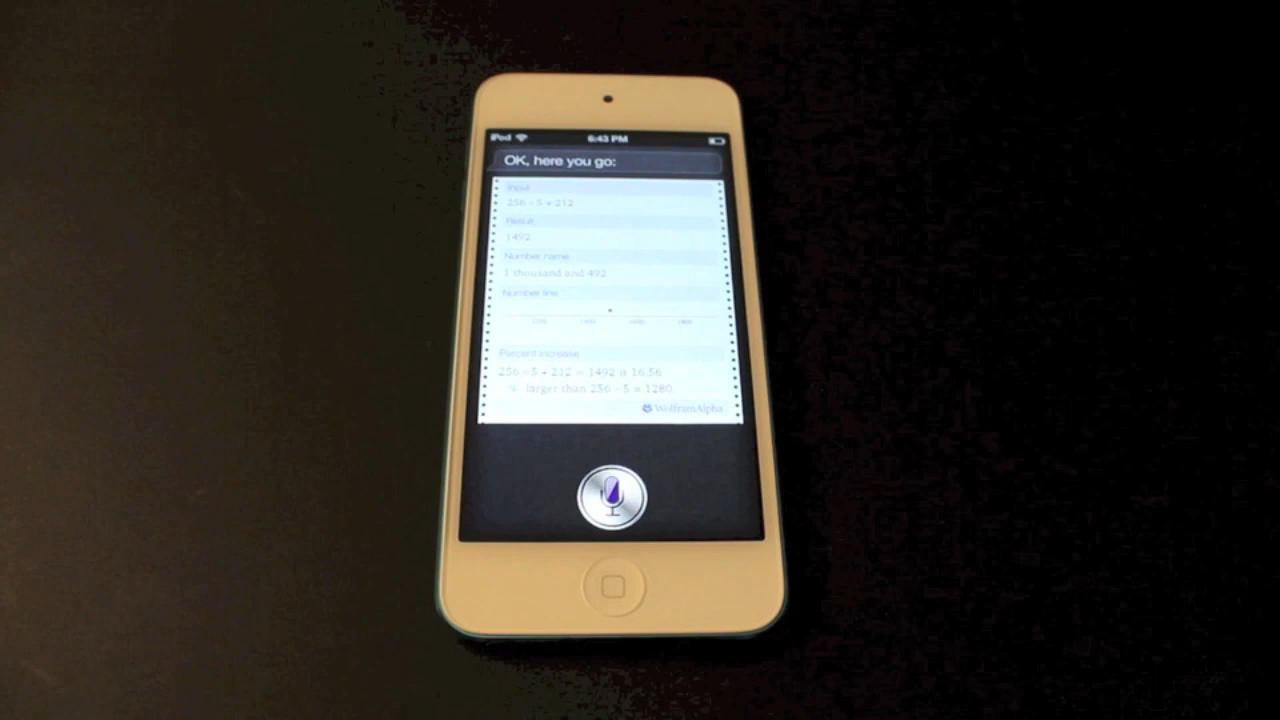 iPod 6:43 PM
OK, here you go:
Input
256 × 5 + 212
Result
1492
Number name
1 thousand and 492
Number line
Percent increase
256 × 5 + 212 = 1492 is 16.56
% larger than 256 × 5 = 1280.
WolframAlpha